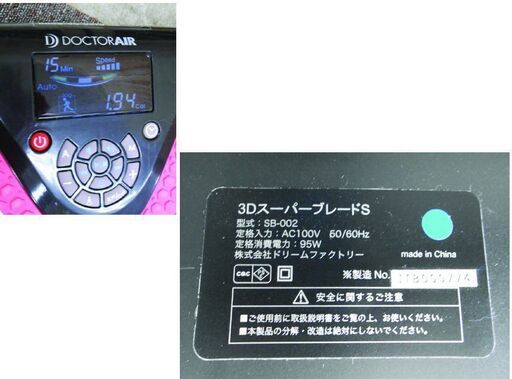 DOCTORAIR
15 Min Speed
Auto
1.94 Cal
3DスーパーブレードS
型式：SB-002
定格入力：AC100V 50/60Hz
定格消費電力：95W
株式会社ドリームファクトリー
made in China
※製造 No.
安全に関するご注意
■ご使用前に取扱説明書をご覧の上、お使いください。
■本製品の分解・改造は絶対にしないでください。